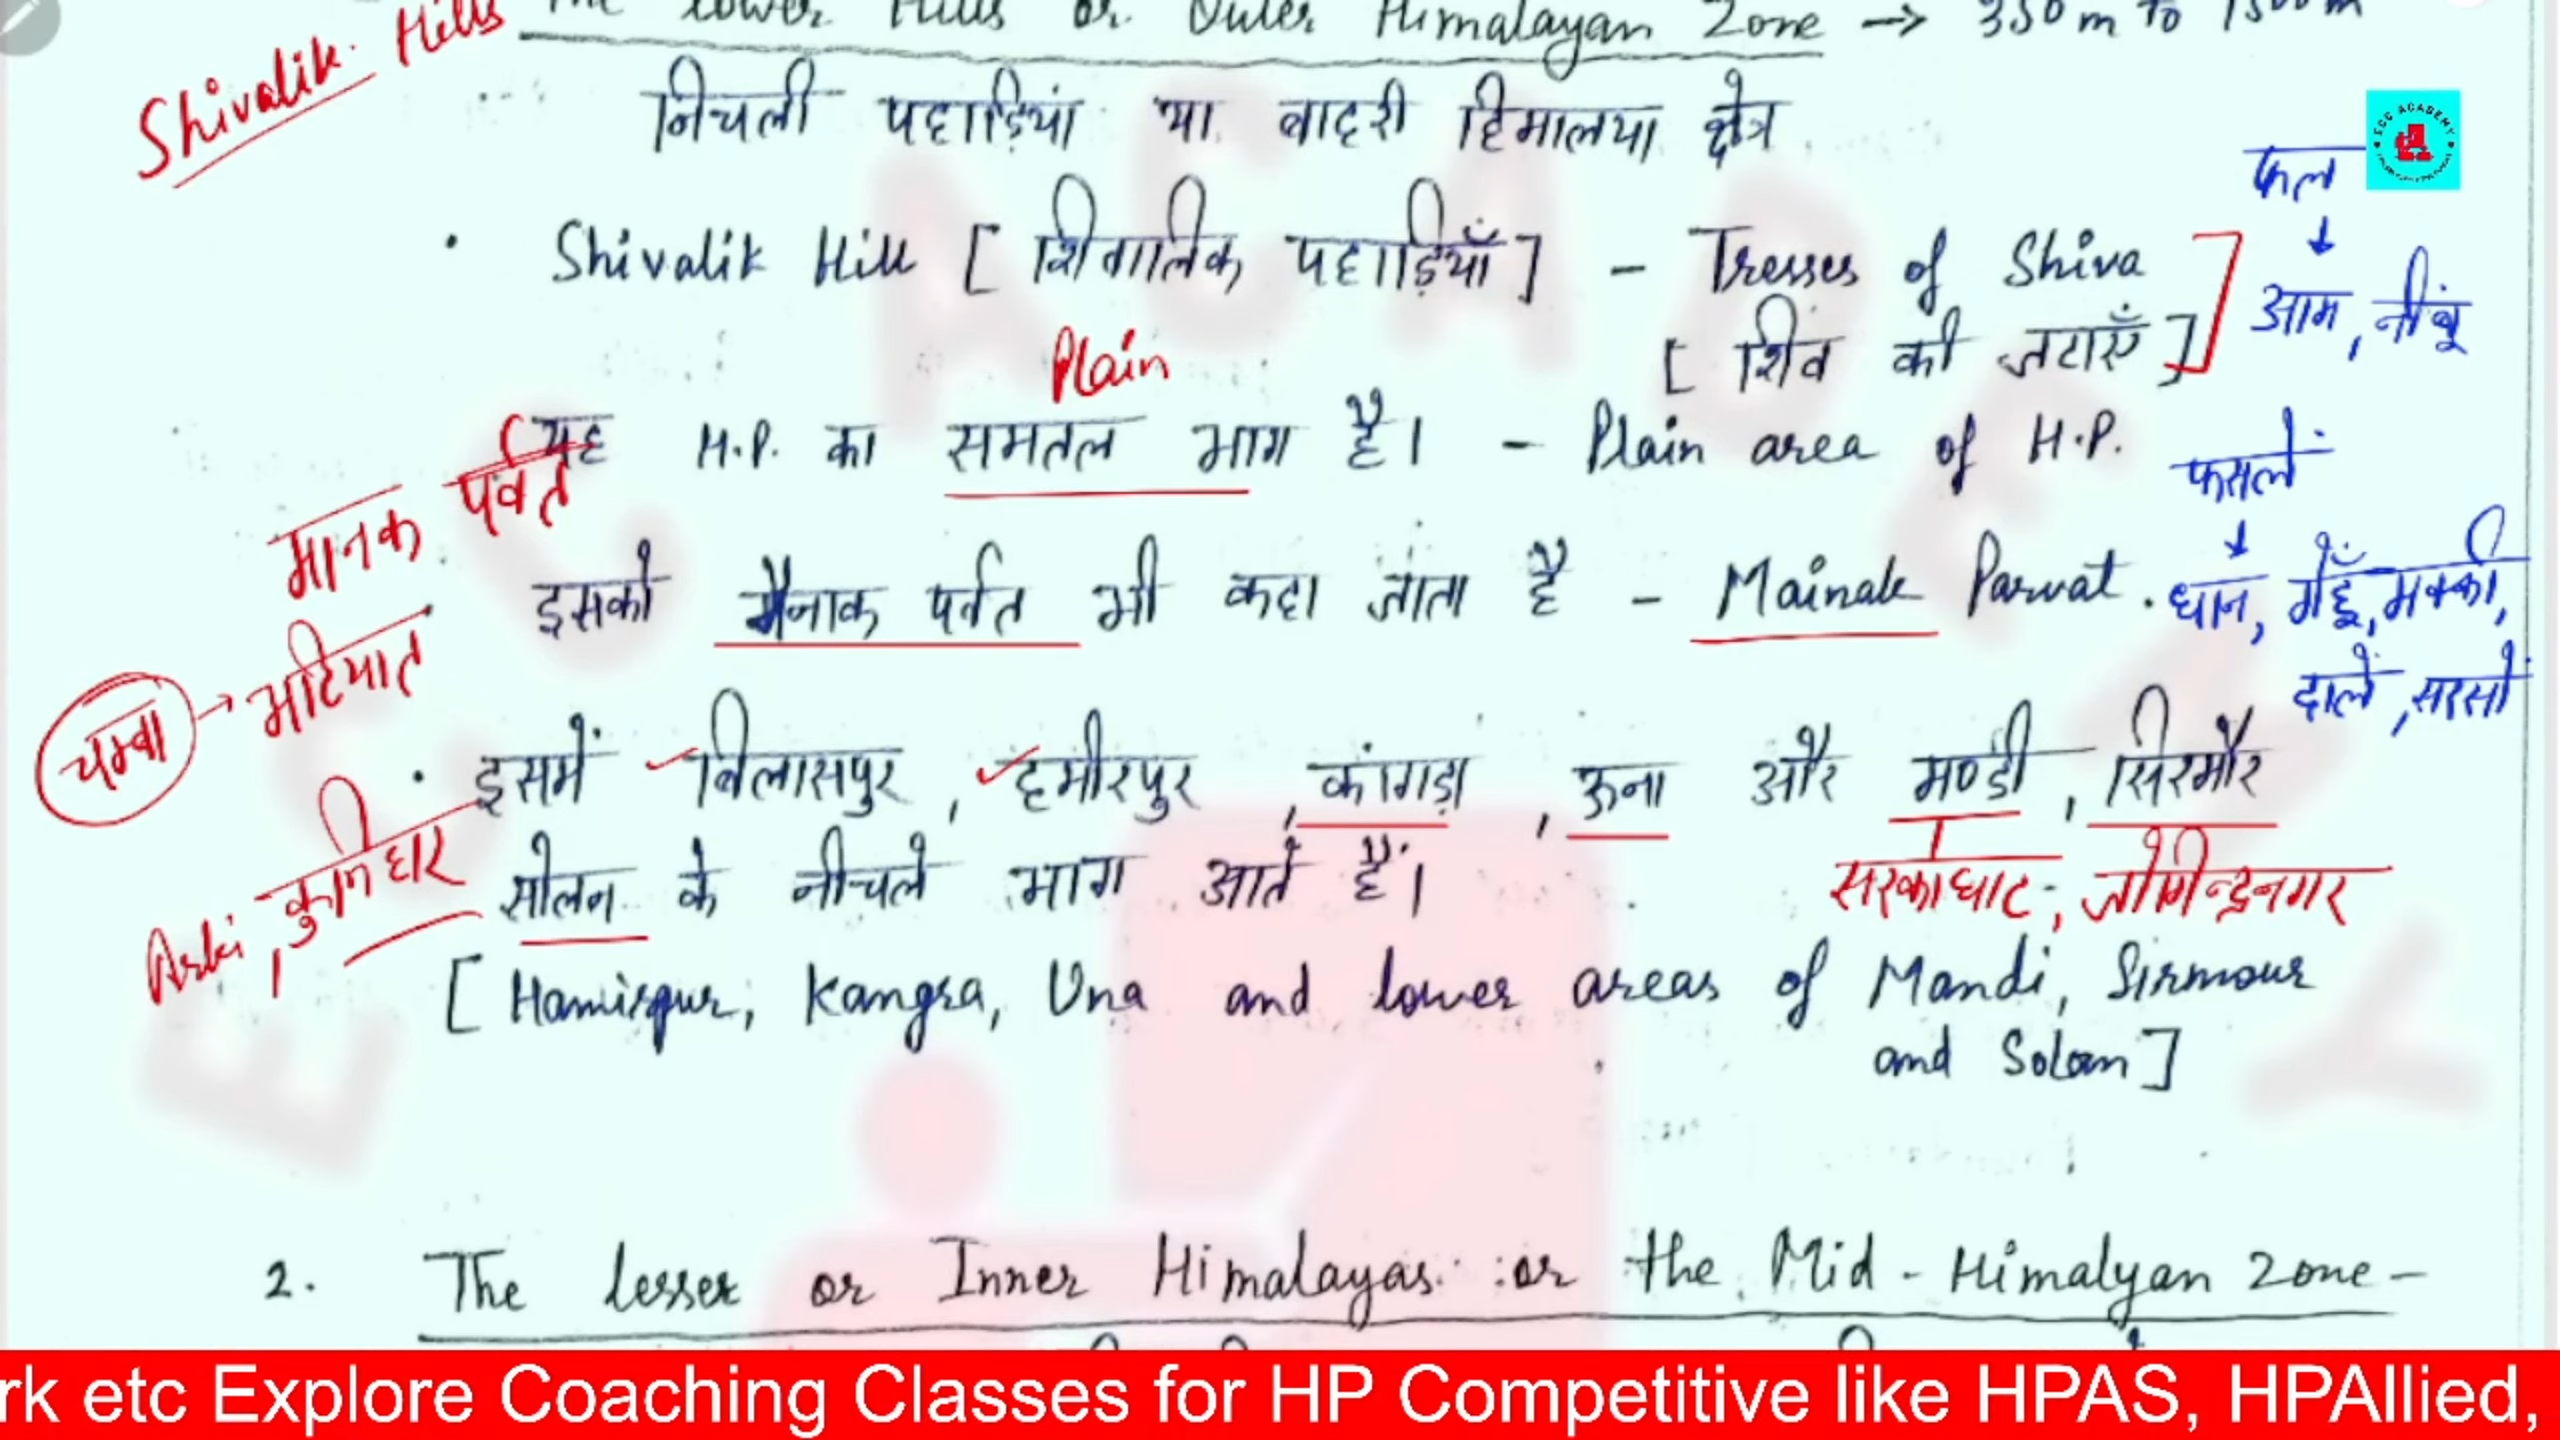 Shivalik Hills
The Lower Hills or Outer Himalayan Zone → 350m to 1500m
निचली पहाड़ियां या बाहरी हिमालया क्षेत्र
ECC ACADEMY
फल
↓
आम, नींबू
• Shivalik Hill [ शिवालिक पहाड़ियाँ ] - Tresses of Shiva
[ शिव की जटाएँ ]
Plain
यह H.P. का समतल भाग है। - Plain area of H.P.
मानक पर्वत
इसको मैनाक पर्वत भी कहा जाता है - Mainak Parvat.
फसलें
↓
धान, गेहूँ, मक्की,
दालें, सरसों
चम्बा → भटियात
• इसमें बिलासपुर, हमीरपुर, कांगड़ा, ऊना और मण्डी, सिरमौर
सोलन के नीचले भाग आते हैं।
सरकाघाट, जोगिन्द्रनगर
Arki, कुनिहार
[ Hamirpur, Kangra, Una and lower areas of Mandi, Sirmour
and Solan ]
2. The lesser or Inner Himalayas or the Mid - Himalyan Zone -
rk etc Explore Coaching Classes for HP Competitive like HPAS, HPAllied,